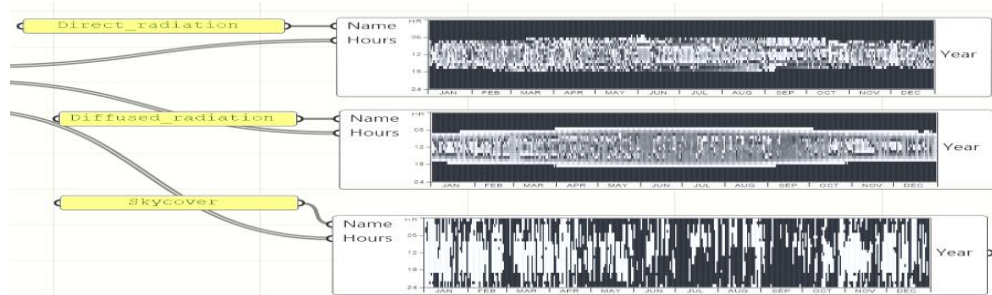 Direct_radiation
Name
Hours
HR
06
12
18
24
JAN FEB MAR APR MAY JUN JUL AUG SEP OCT NOV DEC
Year
Diffused_radiation
Name
Hours
HR
06
12
18
24
JAN FEB MAR APR MAY JUN JUL AUG SEP OCT NOV DEC
Year
Skycover
Name
Hours
HR
06
12
18
24
JAN FEB MAR APR MAY JUN JUL AUG SEP OCT NOV DEC
Year